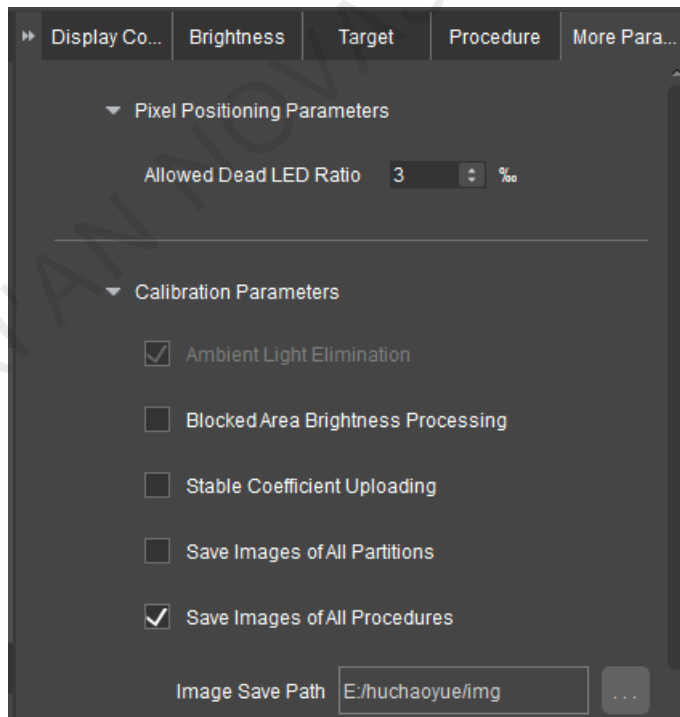 Display Co... Brightness Target Procedure More Para...
Pixel Positioning Parameters
Allowed Dead LED Ratio 3 ‰
Calibration Parameters
Ambient Light Elimination
Blocked Area Brightness Processing
Stable Coefficient Uploading
Save Images of All Partitions
Save Images of All Procedures
Image Save Path E:/huchaoyue/img ...